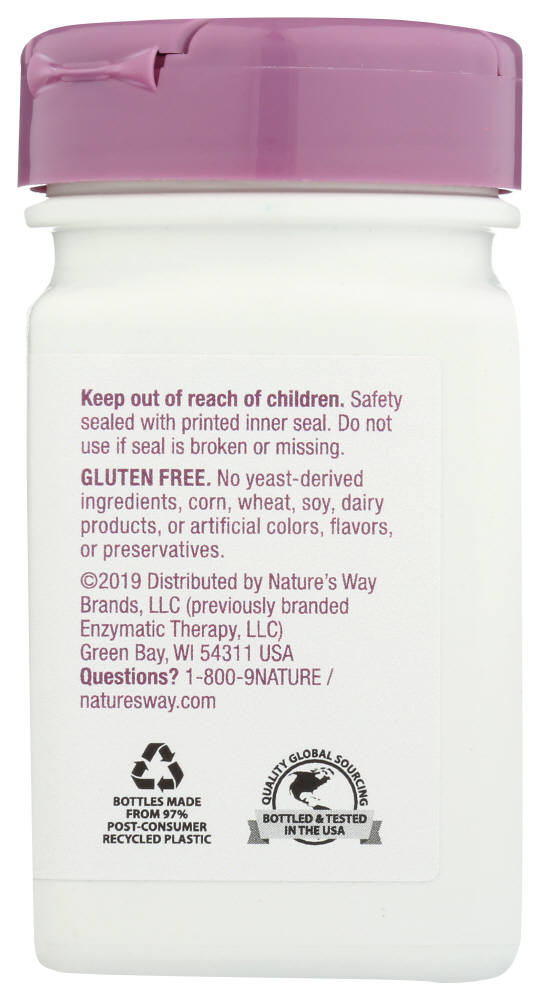 Keep out of reach of children. Safety
sealed with printed inner seal. Do not
use if seal is broken or missing.
GLUTEN FREE. No yeast-derived
ingredients, corn, wheat, soy, dairy
products, or artificial colors, flavors,
or preservatives.
©2019 Distributed by Nature's Way
Brands, LLC (previously branded
Enzymatic Therapy, LLC)
Green Bay, WI 54311 USA
Questions? 1-800-9NATURE /
naturesway.com
BOTTLES MADE
FROM 97%
POST-CONSUMER
RECYCLED PLASTIC
QUALITY GLOBAL SOURCING
BOTTLED & TESTED
IN THE USA